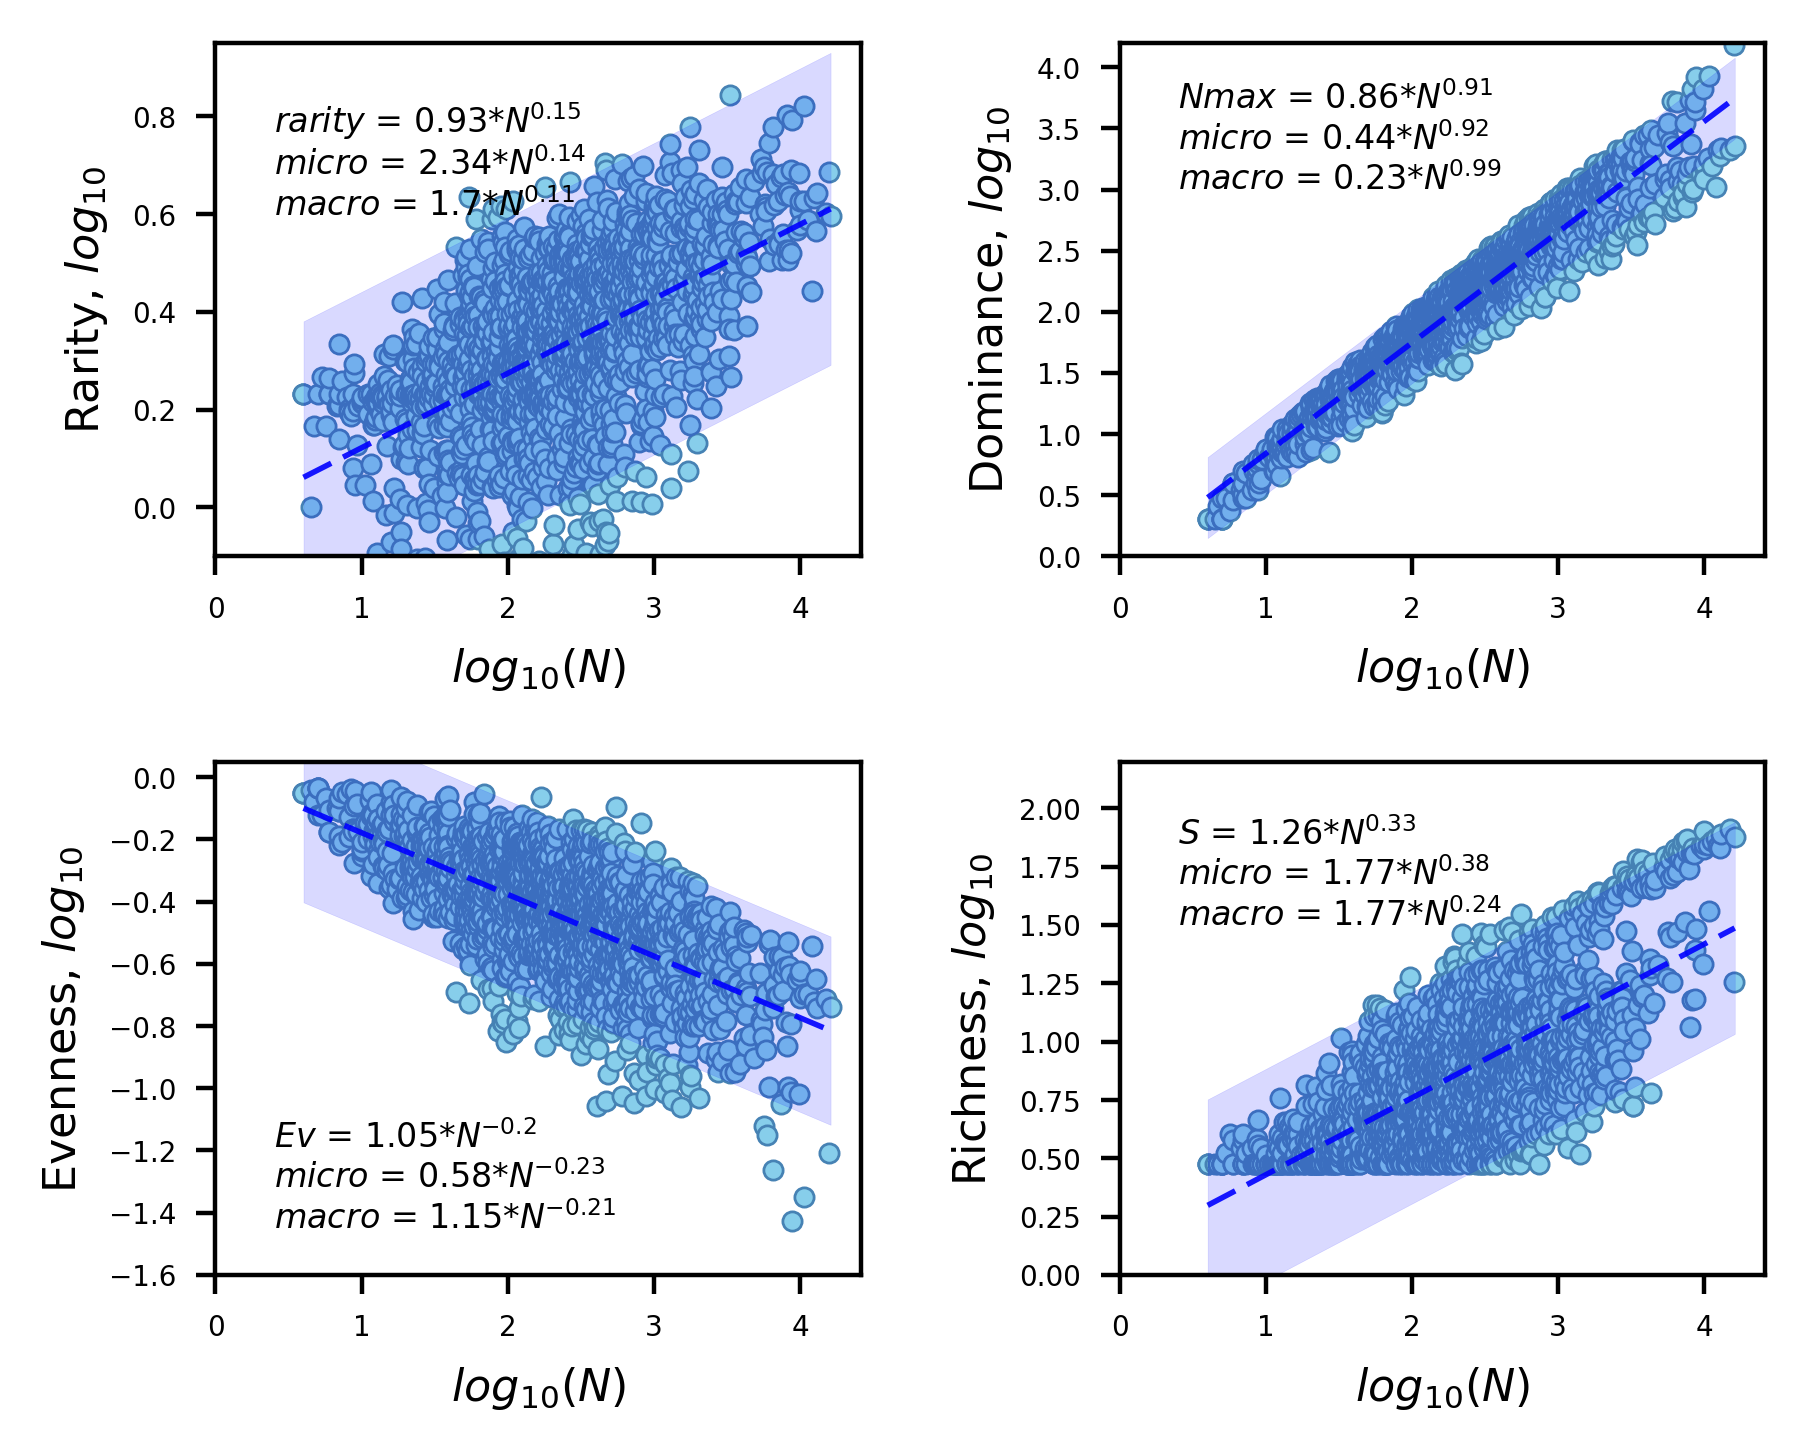 Rarity, log10
0.8
0.6
0.4
0.2
0.0
rarity = 0.93*N^0.15
micro = 2.34*N^0.14
macro = 1.7*N^0.11
0 1 2 3 4
log10(N)
Dominance, log10
4.0
3.5
3.0
2.5
2.0
1.5
1.0
0.5
0.0
Nmax = 0.86*N^0.91
micro = 0.44*N^0.92
macro = 0.23*N^0.99
0 1 2 3 4
log10(N)
Evenness, log10
0.0
−0.2
−0.4
−0.6
−0.8
−1.0
−1.2
−1.4
−1.6
Ev = 1.05*N^−0.2
micro = 0.58*N^−0.23
macro = 1.15*N^−0.21
0 1 2 3 4
log10(N)
Richness, log10
2.00
1.75
1.50
1.25
1.00
0.75
0.50
0.25
0.00
S = 1.26*N^0.33
micro = 1.77*N^0.38
macro = 1.77*N^0.24
0 1 2 3 4
log10(N)